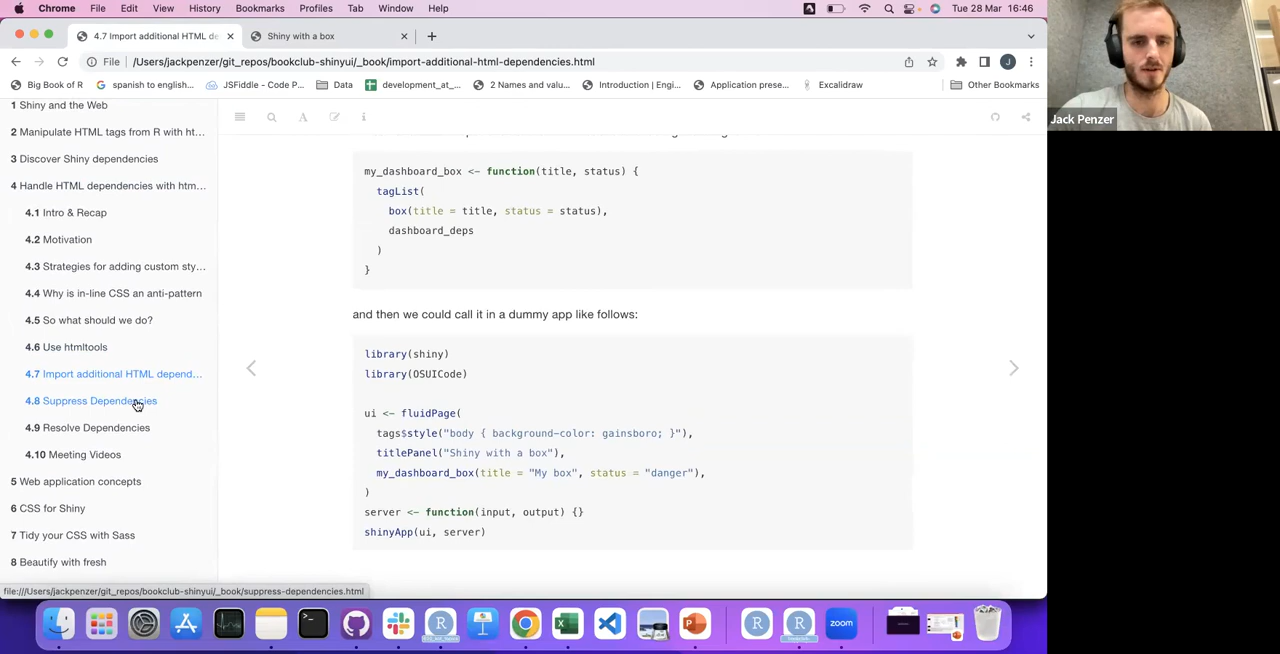 Chrome File Edit View History Bookmarks Profiles Tab Window Help Tue 28 Mar 16:46
4.7 Import additional HTML de Shiny with a box
File /Users/jackpenzer/git_repos/bookclub-shinyui/_book/import-additional-html-dependencies.html
Big Book of R spanish to english... JSFiddle - Code P... Data development_at_... 2 Names and valu... Introduction | Engi... Application prese... Excalidraw Other Bookmarks
1 Shiny and the Web
2 Manipulate HTML tags from R with ht...
3 Discover Shiny dependencies
4 Handle HTML dependencies with htm...
4.1 Intro & Recap
4.2 Motivation
4.3 Strategies for adding custom sty...
4.4 Why is in-line CSS an anti-pattern
4.5 So what should we do?
4.6 Use htmltools
4.7 Import additional HTML depend...
4.8 Suppress Dependencies
4.9 Resolve Dependencies
4.10 Meeting Videos
5 Web application concepts
6 CSS for Shiny
7 Tidy your CSS with Sass
8 Beautify with fresh
my_dashboard_box <- function(title, status) {
tagList(
box(title = title, status = status),
dashboard_deps
)
}
and then we could call it in a dummy app like follows:
library(shiny)
library(OSUICode)
ui <- fluidPage(
tags$style("body { background-color: gainsboro; }"),
titlePanel("Shiny with a box"),
my_dashboard_box(title = "My box", status = "danger"),
)
server <- function(input, output) {}
shinyApp(ui, server)
file:///Users/jackpenzer/git_repos/bookclub-shinyui/_book/suppress-dependencies.html
zoom
Jack Penzer